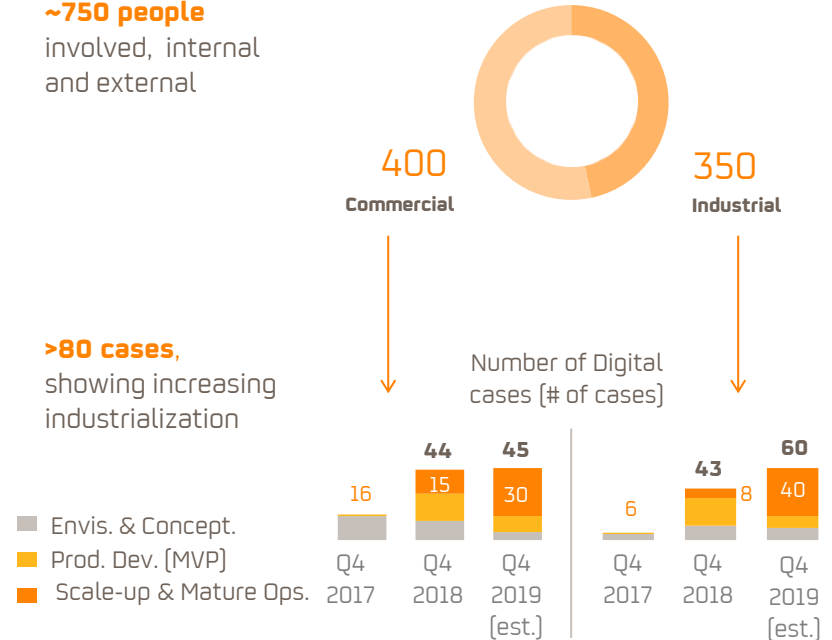 ~750 people
involved, internal
and external
400
Commercial
350
Industrial
>80 cases,
showing increasing
industrialization
Number of Digital
cases (# of cases)
Envis. & Concept.
Prod. Dev. (MVP)
Scale-up & Mature Ops.
16
44
15
45
30
Q4
2017
Q4
2018
Q4
2019
(est.)
6
43
8
60
40
Q4
2017
Q4
2018
Q4
2019
(est.)